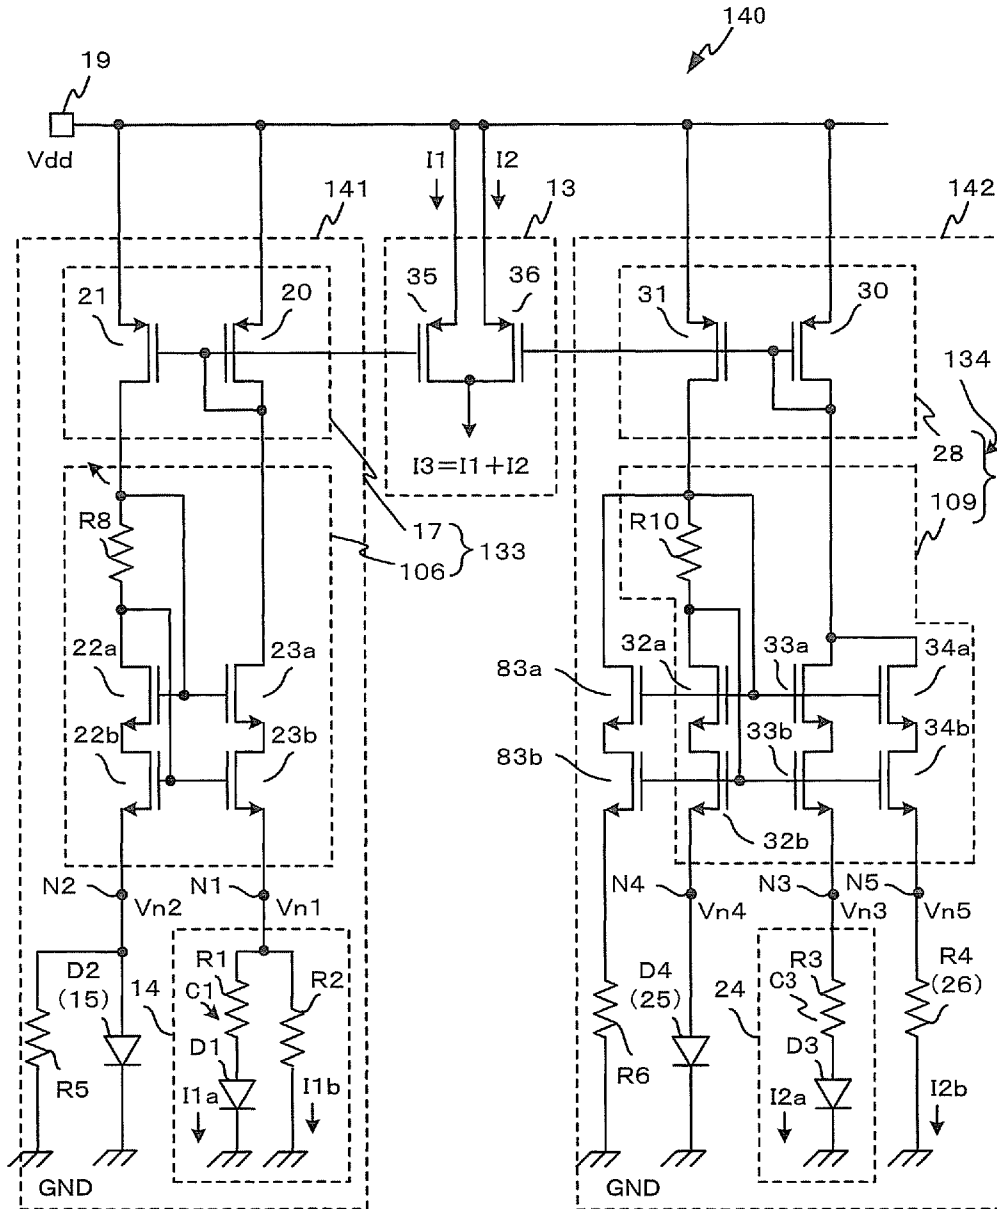 140
19
Vdd
I1
I2
141
13
142
21
20
35
36
31
30
134
I3=I1+I2
28
R8
17
133
106
R10
109
22a
23a
83a
32a
33a
34a
22b
23b
83b
33b
34b
32b
N2
Vn2
N1
Vn1
N4
Vn4
N3
Vn3
N5
Vn5
D2
(15)
14
R1
C1
R2
D4
(25)
24
R3
C3
R4
(26)
R5
D1
I1a
I1b
R6
D3
I2a
I2b
GND
GND